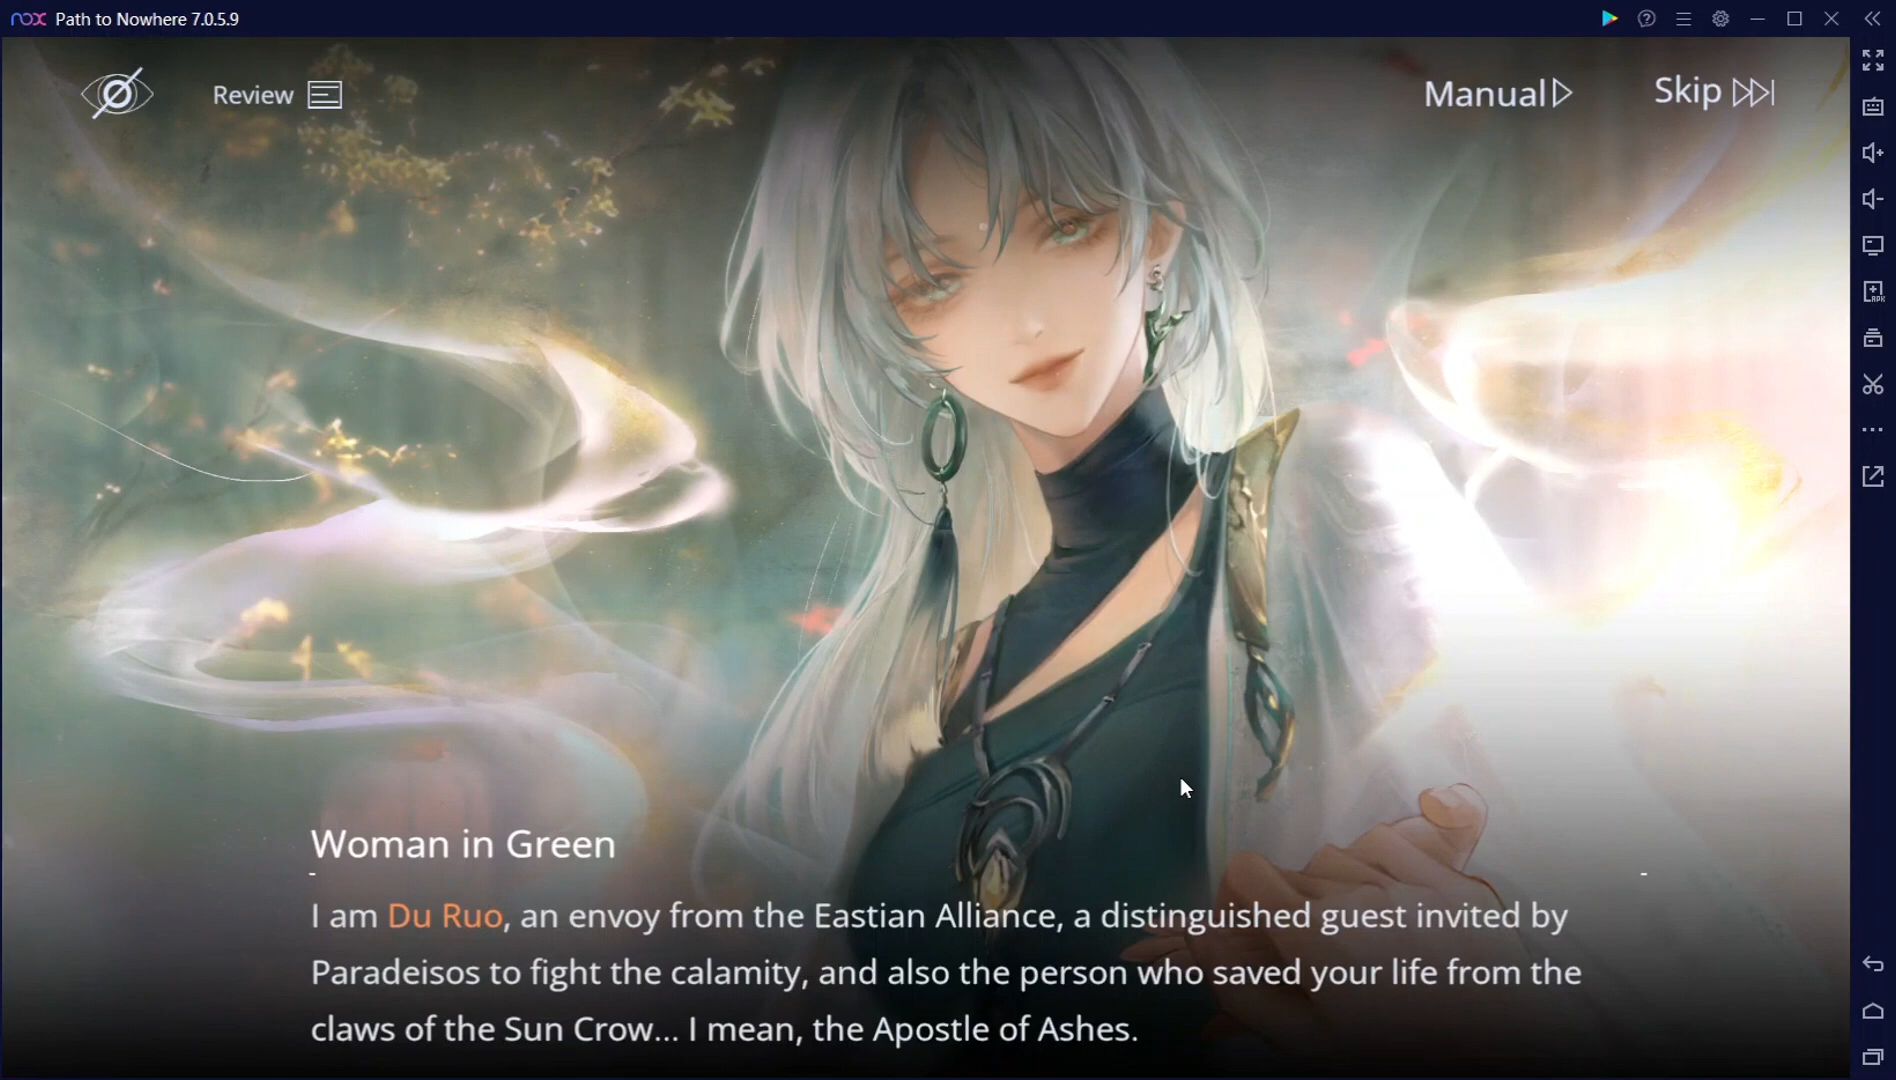 nox Path to Nowhere 7.0.5.9
Review
Manual
Skip
Woman in Green
I am Du Ruo, an envoy from the Eastian Alliance, a distinguished guest invited by
Paradeisos to fight the calamity, and also the person who saved your life from the
claws of the Sun Crow... I mean, the Apostle of Ashes.